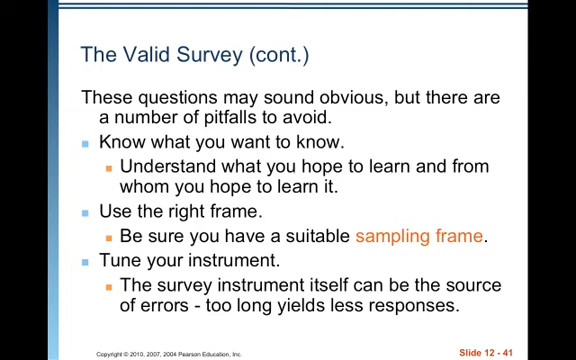 The Valid Survey (cont.)
These questions may sound obvious, but there are
a number of pitfalls to avoid.
Know what you want to know.
Understand what you hope to learn and from
whom you hope to learn it.
Use the right frame.
Be sure you have a suitable sampling frame.
Tune your instrument.
The survey instrument itself can be the source
of errors - too long yields less responses.
Copyright © 2010, 2007, 2004 Pearson Education, Inc.
Slide 12 - 41